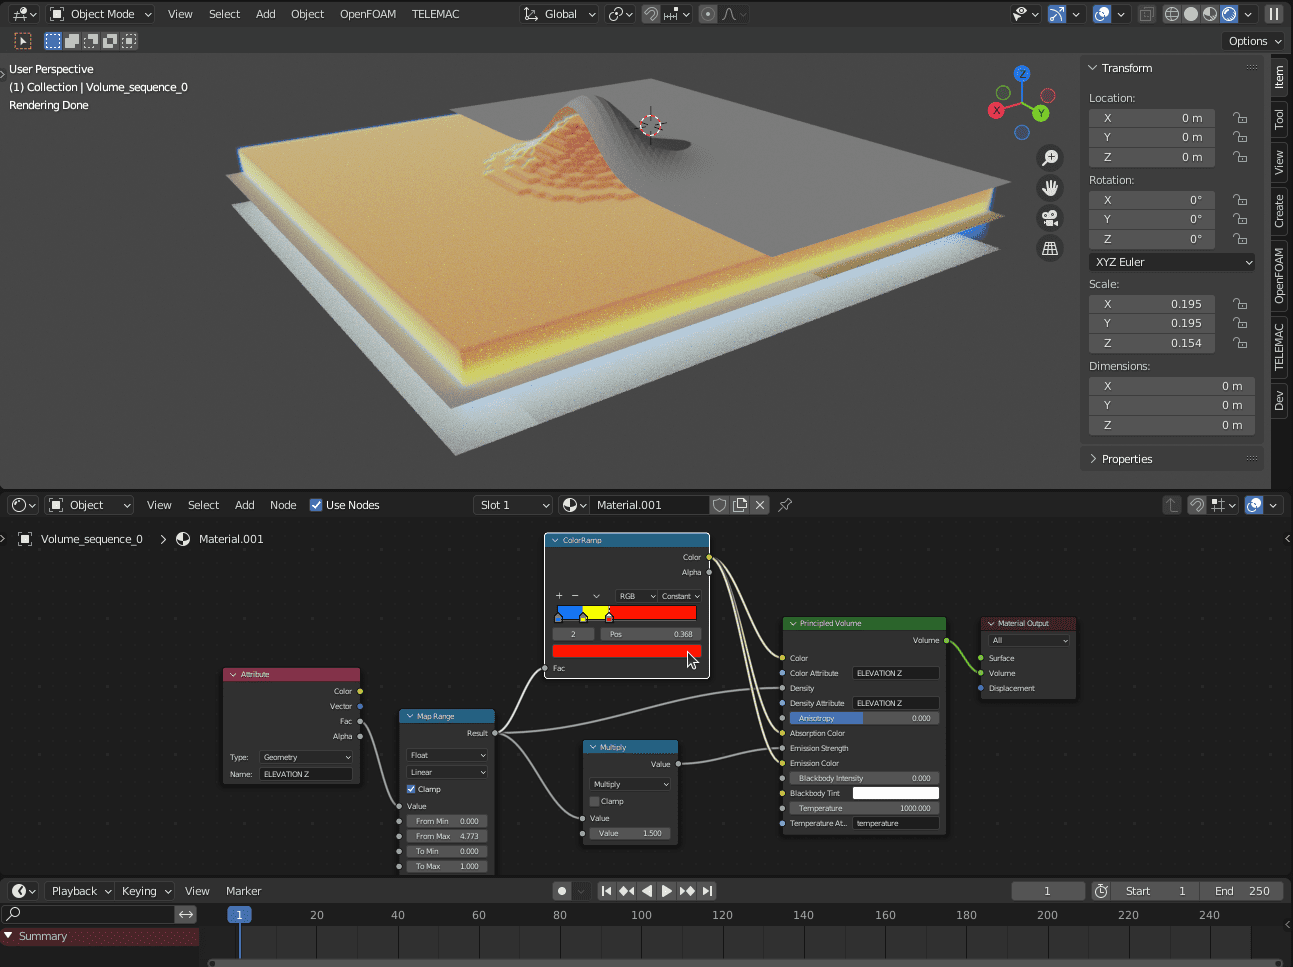 Object Mode View Select Add Object OpenFOAM TELEMAC Global
Options
User Perspective
(1) Collection | Volume_sequence_0
Rendering Done
Z
X
Y
Transform
Location:
X 0 m
Y 0 m
Z 0 m
Rotation:
X 0°
Y 0°
Z 0°
XYZ Euler
Scale:
X 0.195
Y 0.195
Z 0.154
Dimensions:
X 0 m
Y 0 m
Z 0 m
Properties
Item
Tool
View
Create
OpenFOAM
TELEMAC
Dev
Object View Select Add Node Use Nodes Slot 1 Material.001
Volume_sequence_0 > Material.001
ColorRamp
Color
Alpha
+ − RGB Constant
2 Pos 0.368
Fac
Attribute
Color
Vector
Fac
Alpha
Type: Geometry
Name: ELEVATION Z
Map Range
Result
Float
Linear
Clamp
Value
From Min 0.000
From Max 4.773
To Min 0.000
To Max 1.000
Multiply
Value
Multiply
Clamp
Value
Value 1.500
Principled Volume
Volume
Color
Color Attribute ELEVATION Z
Density
Density Attribute ELEVATION Z
Anisotropy 0.000
Absorption Color
Emission Strength
Emission Color
Blackbody Intensity 0.000
Blackbody Tint
Temperature 1000.000
Temperature At.. temperature
Material Output
All
Surface
Volume
Displacement
Playback Keying View Marker 1 Start 1 End 250
1 20 40 60 80 100 120 140 160 180 200 220 240
Summary